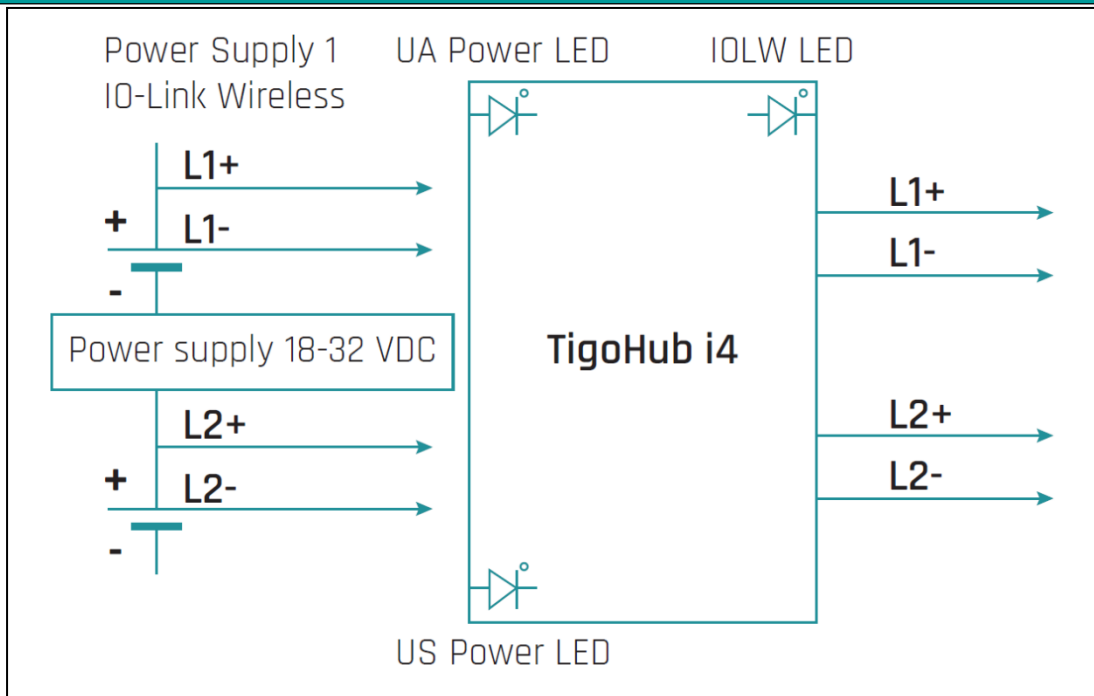 Power Supply 1
IO-Link Wireless
UA Power LED
IOLW LED
L1+
+
L1-
-
Power supply 18-32 VDC
L2+
+
L2-
-
TigoHub i4
L1+
L1-
L2+
L2-
US Power LED